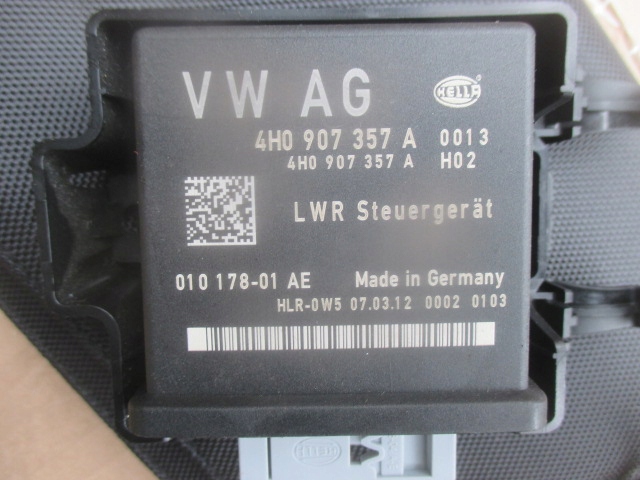 VW AG HELLA
4H0 907 357 A 0013
4H0 907 357 A H02
LWR Steuergerät
010 178-01 AE Made in Germany
HLR-0W5 07.03.12 0002 0103
HELLA